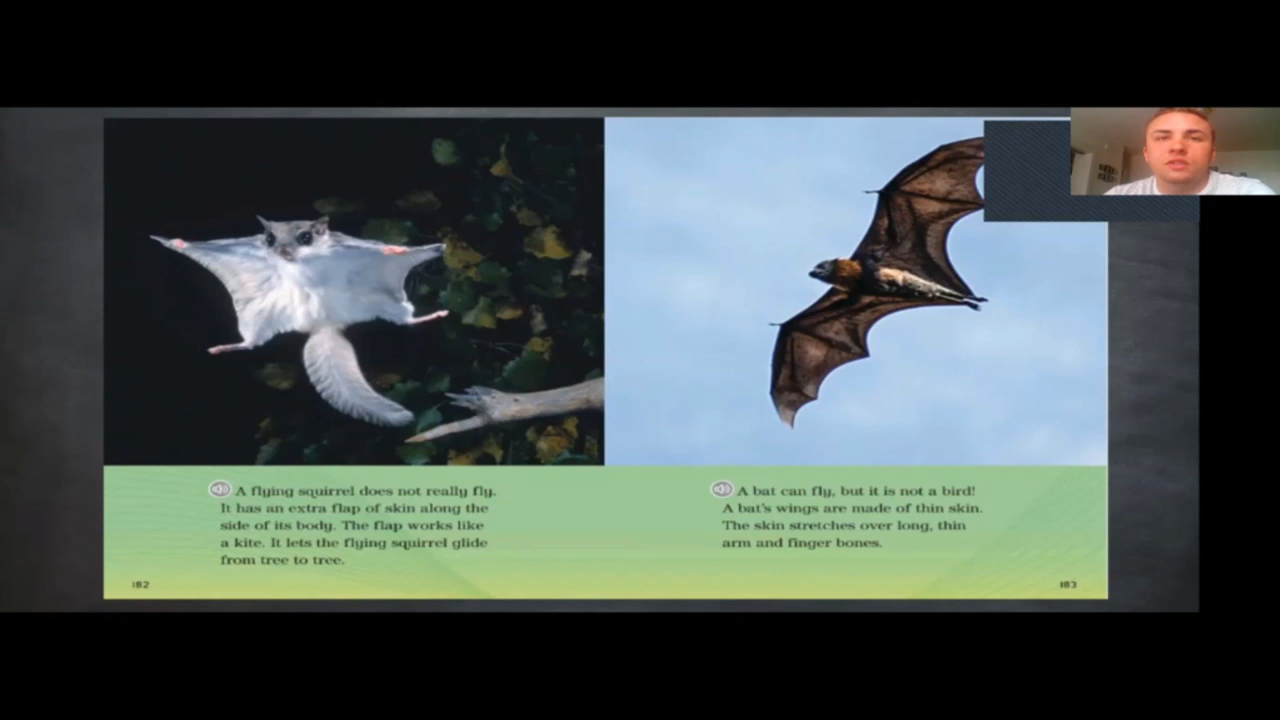 A flying squirrel does not really fly.
It has an extra flap of skin along the
side of its body. The flap works like
a kite. It lets the flying squirrel glide
from tree to tree.
182
A bat can fly, but it is not a bird!
A bat's wings are made of thin skin.
The skin stretches over long, thin
arm and finger bones.
183